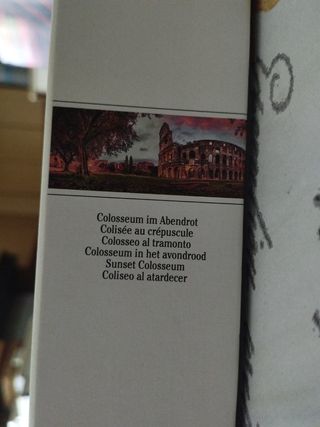 Colosseum im Abendrot
Colisée au crépuscule
Colosseo al tramonto
Colosseum in het avondrood
Sunset Colosseum
Coliseo al atardecer